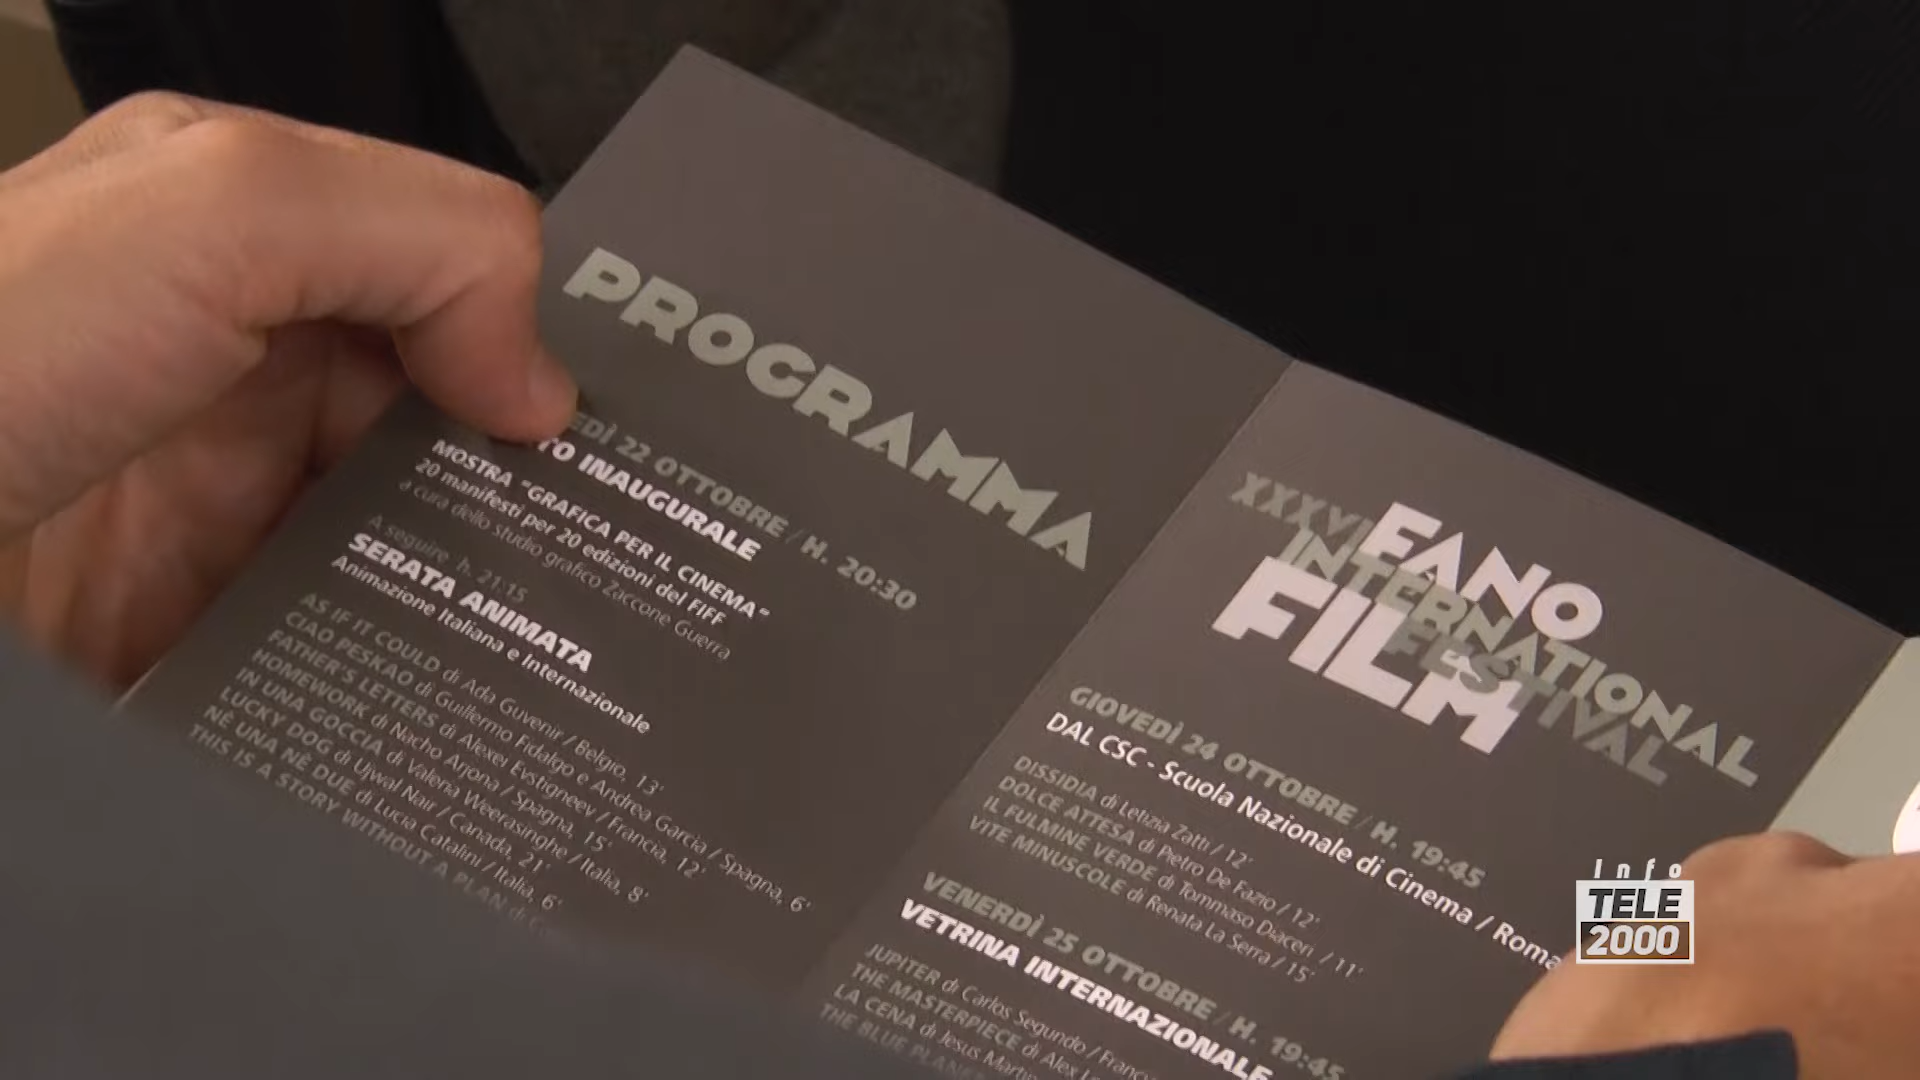 PROGRAMMA
EDÌ 22 OTTOBRE / H. 20:30
TO INAUGURALE
MOSTRA "GRAFICA PER IL CINEMA"
20 manifesti per 20 edizioni del FIFF
a cura dello studio grafico Zaccone Guerra
A seguire h. 21:15
SERATA ANIMATA
Animazione Italiana e Internazionale
AS IF IT COULD di Ada Guvenir / Belgio, 13'
CIAO PESKAO di Guillermo Fidalgo e Andrea Garcia / Spagna, 6'
FATHER'S LETTERS di Alexei Evstigneev / Francia, 12'
HOMEWORK di Nacho Arjona / Spagna, 15'
IN UNA GOCCIA di Valeria Weerasinghe / Italia, 8'
LUCKY DOG di Ujwal Nair / Canada, 21'
NÈ UNA NÈ DUE di Lucia Catalini / Italia, 6'
THIS IS A STORY WITHOUT A PLAN di
XXXVI FANO
INTERNATIONAL
FILM FESTIVAL
GIOVEDÌ 24 OTTOBRE / H. 19:45
DAL CSC - Scuola Nazionale di Cinema / Roma
DISSIDIA di Letizia Zatti / 12'
DOLCE ATTESA di Pietro De Fazio / 12'
IL FULMINE VERDE di Tommaso Diaceri / 11'
VITE MINUSCOLE di Renata La Serra / 15'
VENERDÌ 25 OTTOBRE / H. 19:45
VETRINA INTERNAZIONALE
JUPITER di Carlos Segundo / Franc
THE MASTERPIECE di Alex L
LA CENA di Jesus Marti
THE BLUE PLAN
Info
TELE
2000